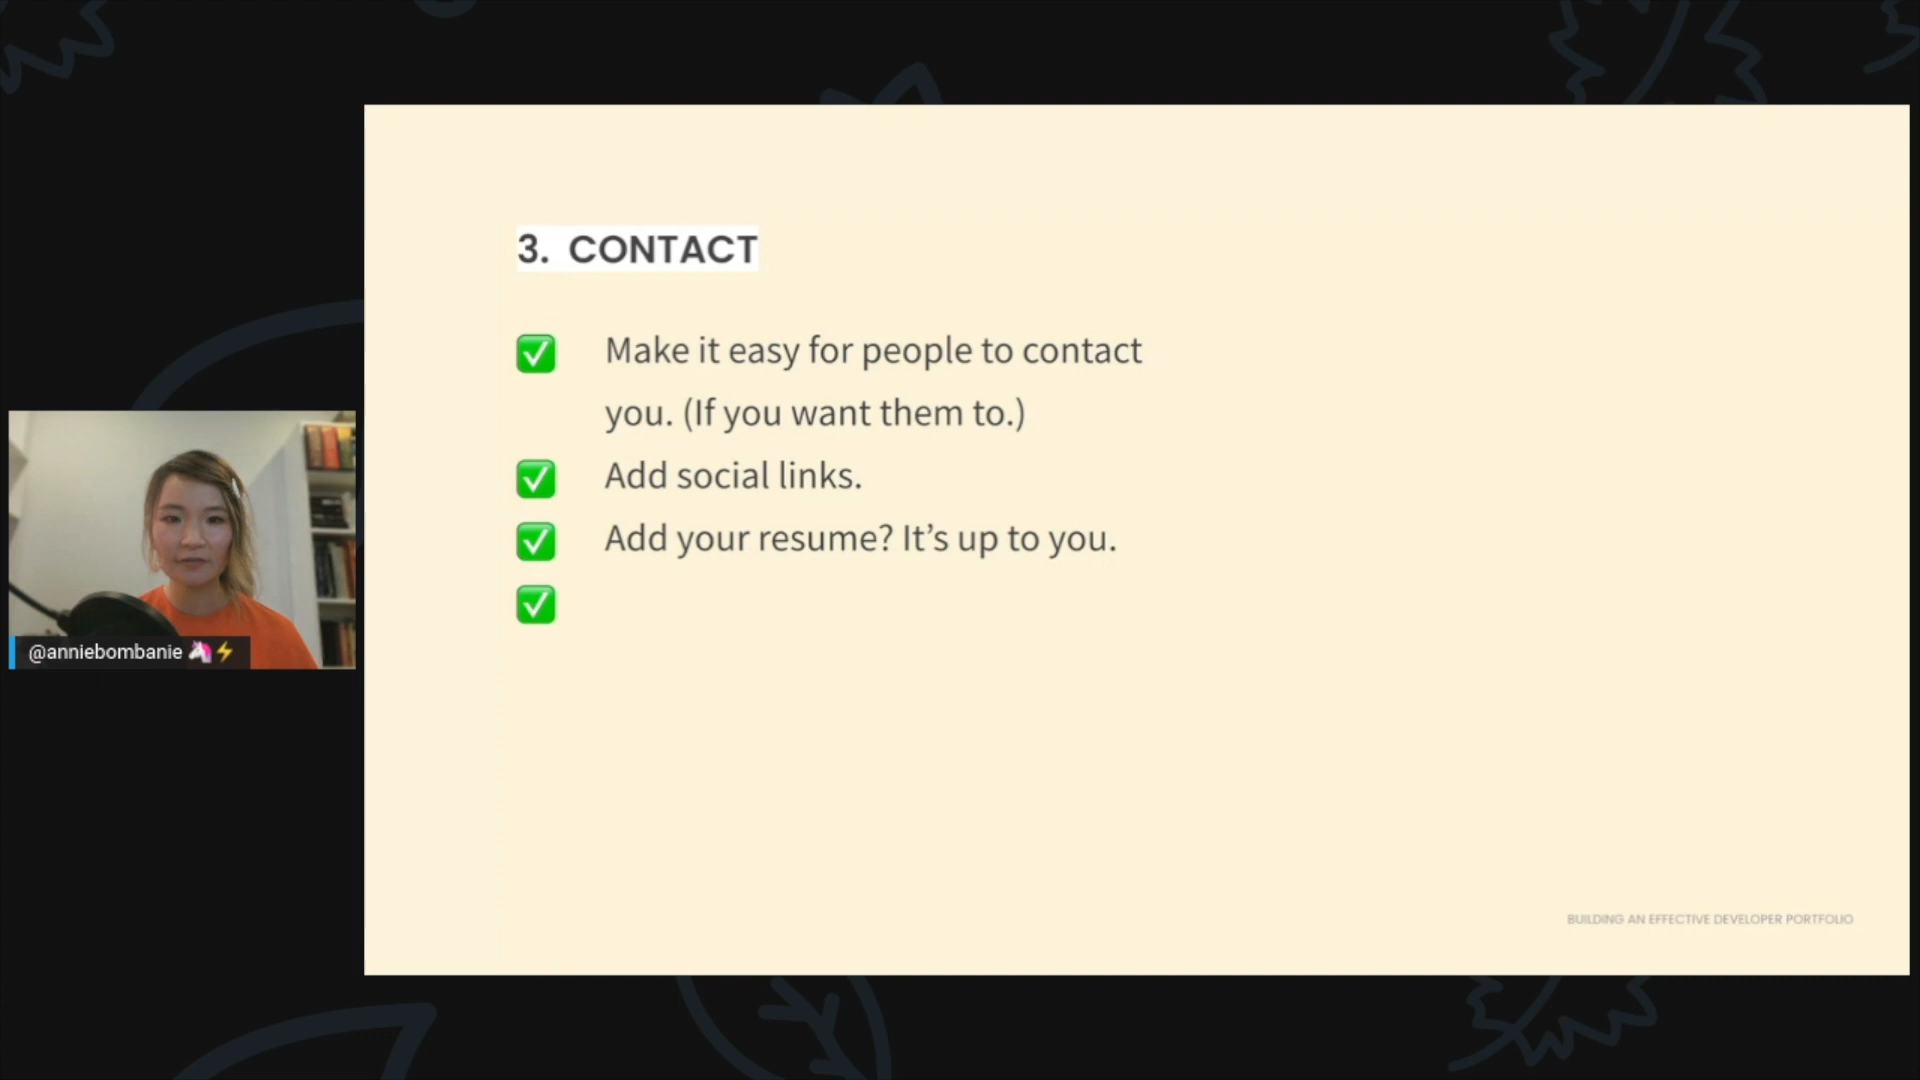 3. CONTACT
✅ Make it easy for people to contact
you. (If you want them to.)
✅ Add social links.
✅ Add your resume? It’s up to you.
✅
@anniebombanie 🦄⚡
BUILDING AN EFFECTIVE DEVELOPER PORTFOLIO